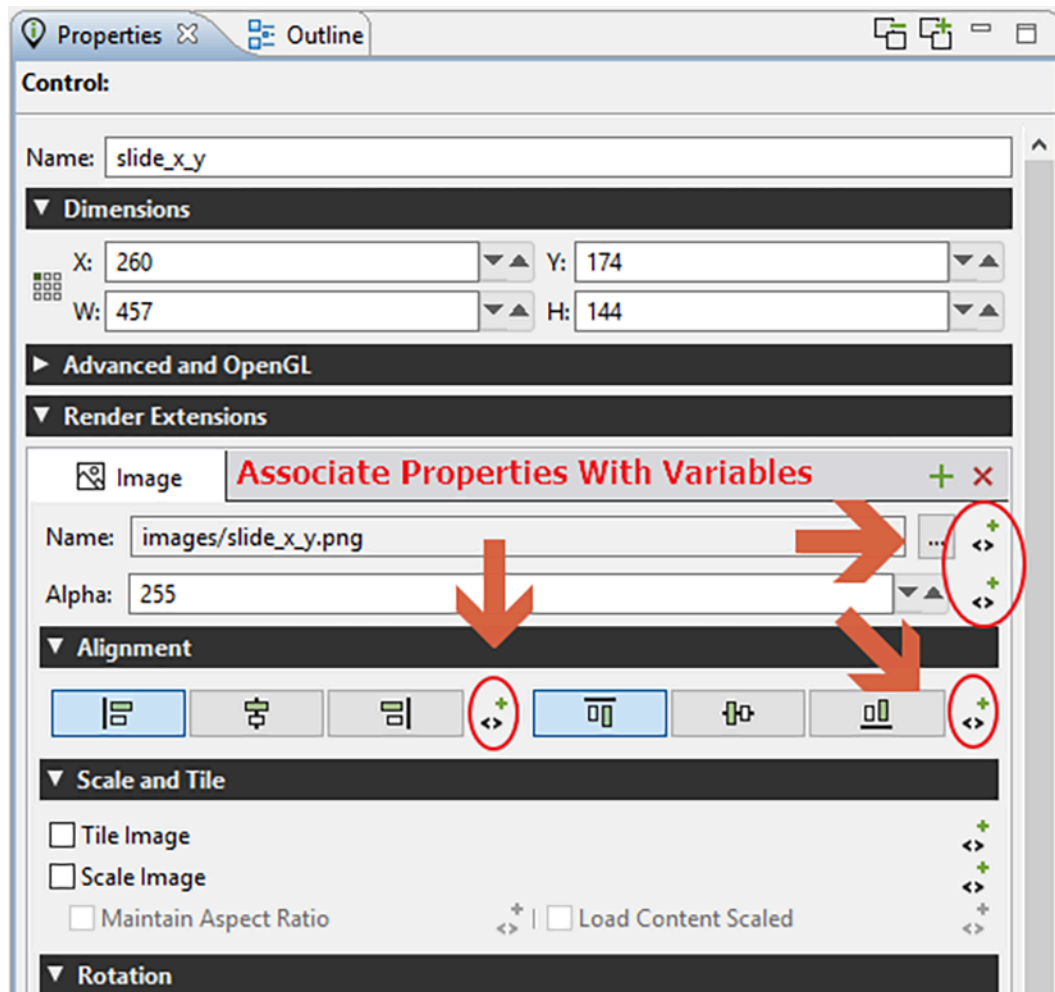 Properties Outline
Control:
Name: slide_x_y
Dimensions
X: 260 Y: 174
W: 457 H: 144
Advanced and OpenGL
Render Extensions
Image Associate Properties With Variables
Name: images/slide_x_y.png ...
Alpha: 255
Alignment
Scale and Tile
Tile Image
Scale Image
Maintain Aspect Ratio | Load Content Scaled
Rotation